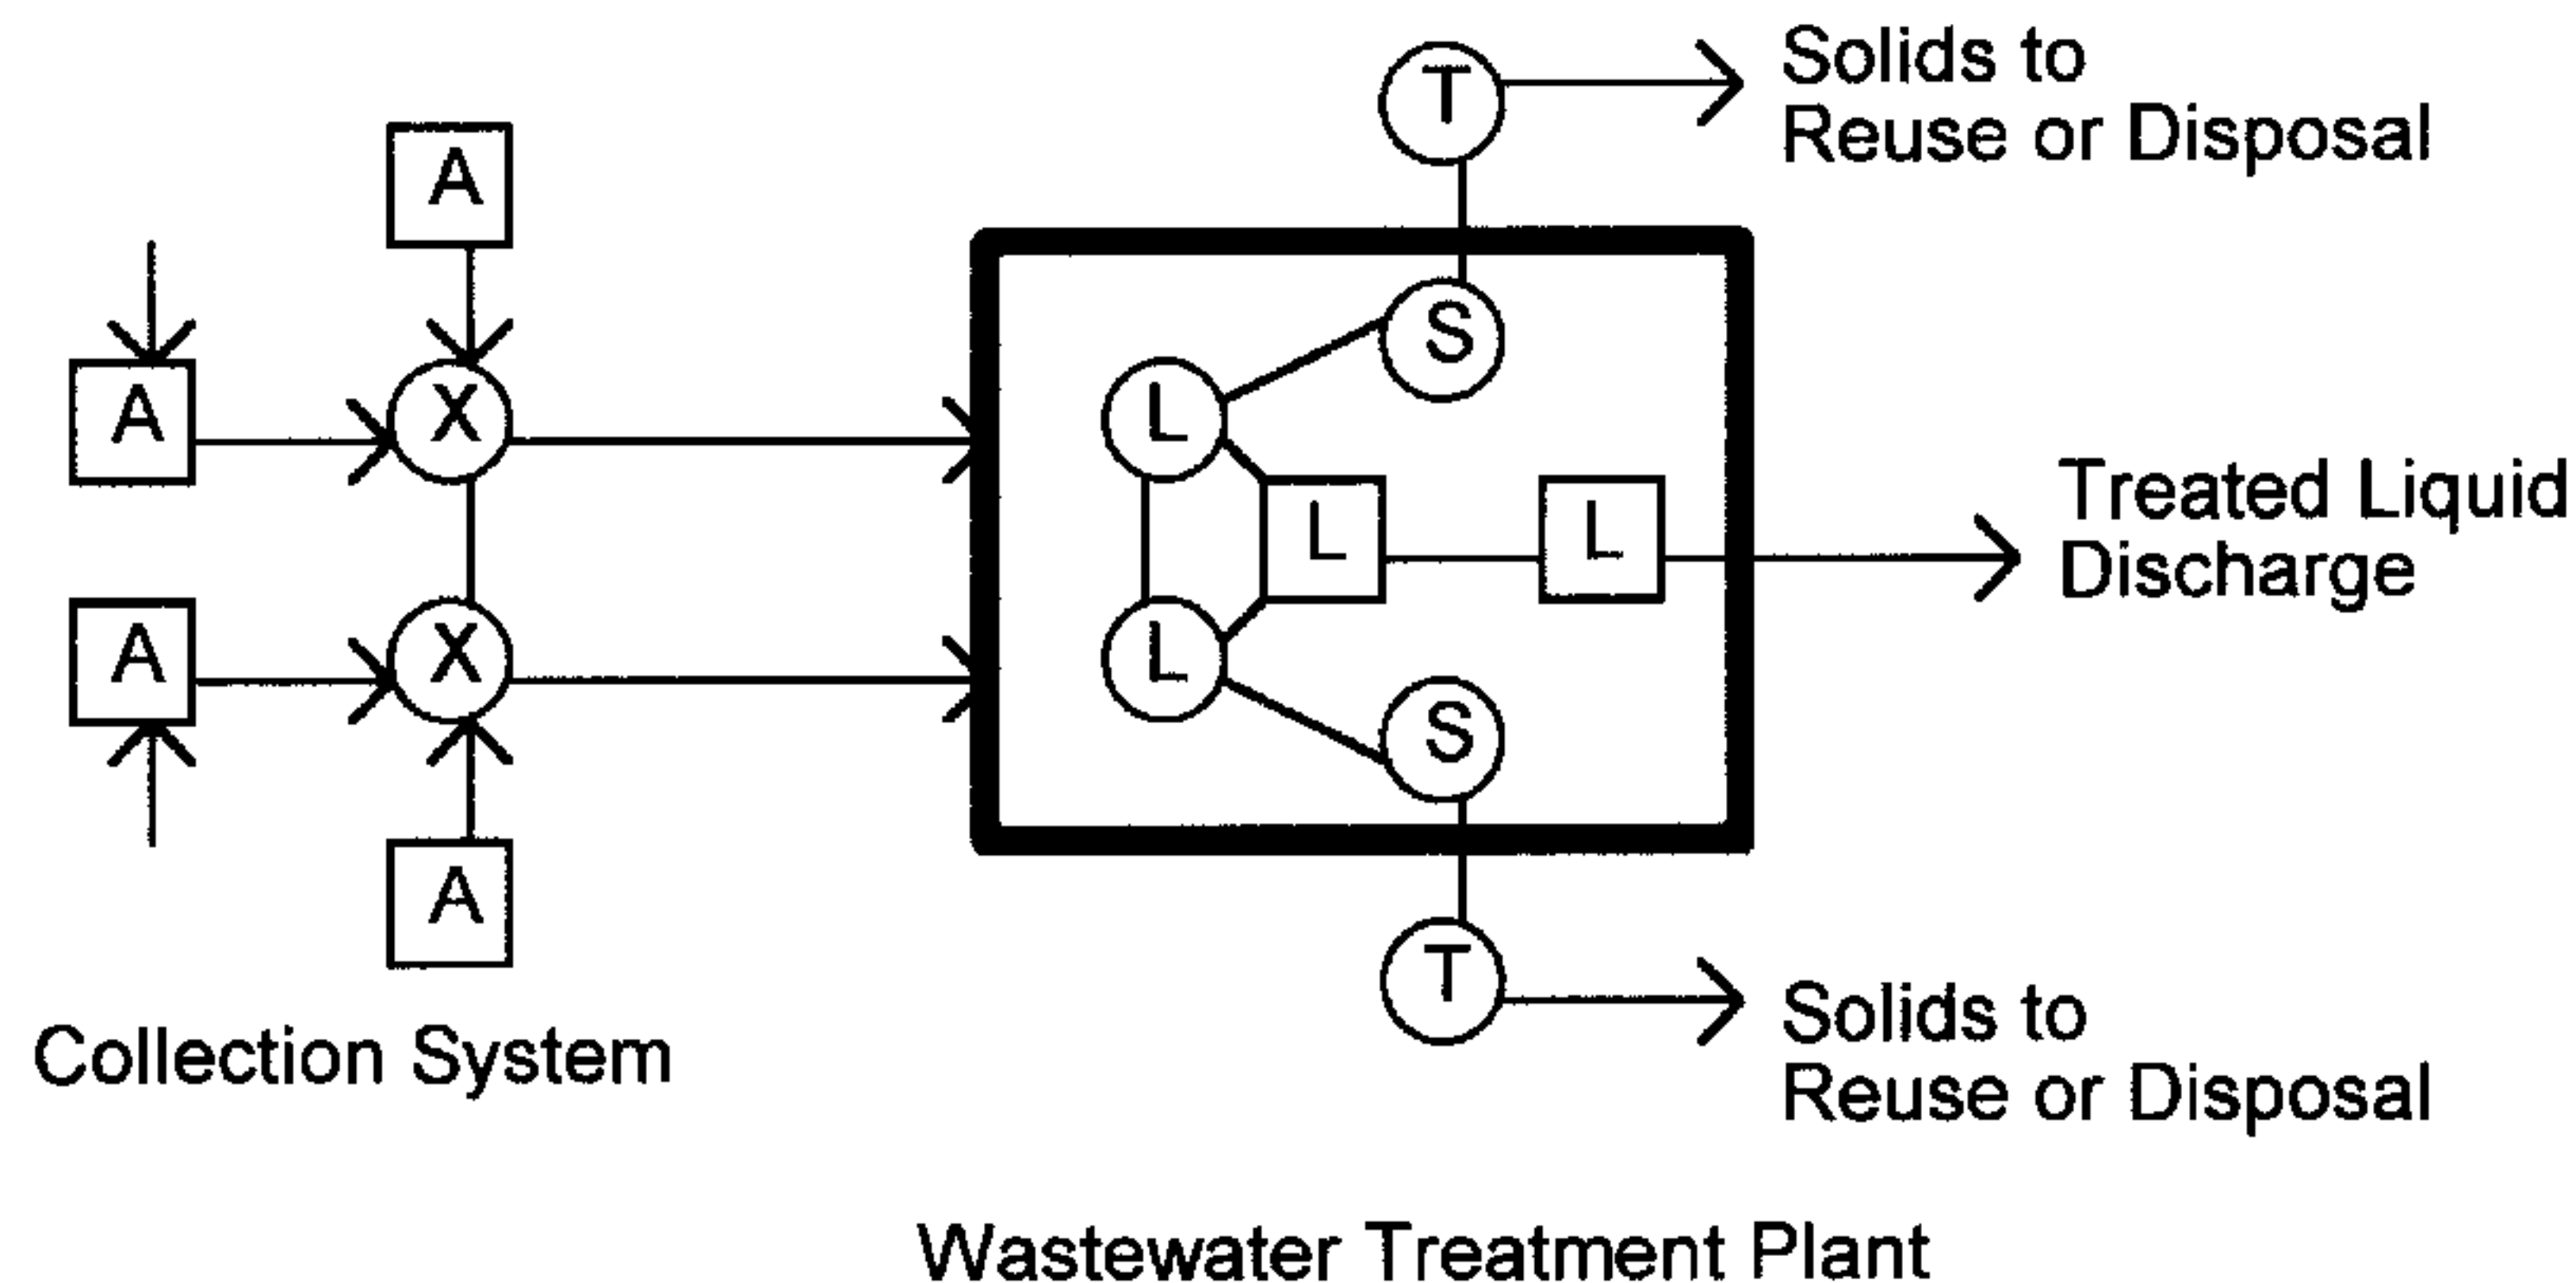 T
Solids to
Reuse or Disposal
A
S
A
X
L
L
L
Treated Liquid
Discharge
A
X
L
S
A
T
Solids to
Reuse or Disposal
Collection System
Wastewater Treatment Plant